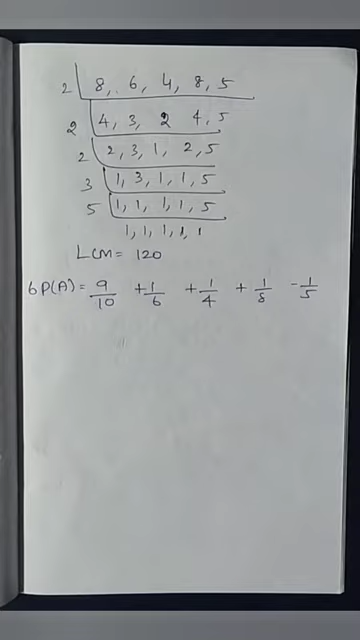 2 | 8, 6, 4, 8, 5
2 | 4, 3, 2 4, 5
2 | 2, 3, 1, 2, 5
3 | 1, 3, 1, 1, 5
5 | 1, 1, 1, 1, 5
1, 1, 1, 1, 1
LCM = 120
6P(A) = 9/10 + 1/6 + 1/4 + 1/8 - 1/5